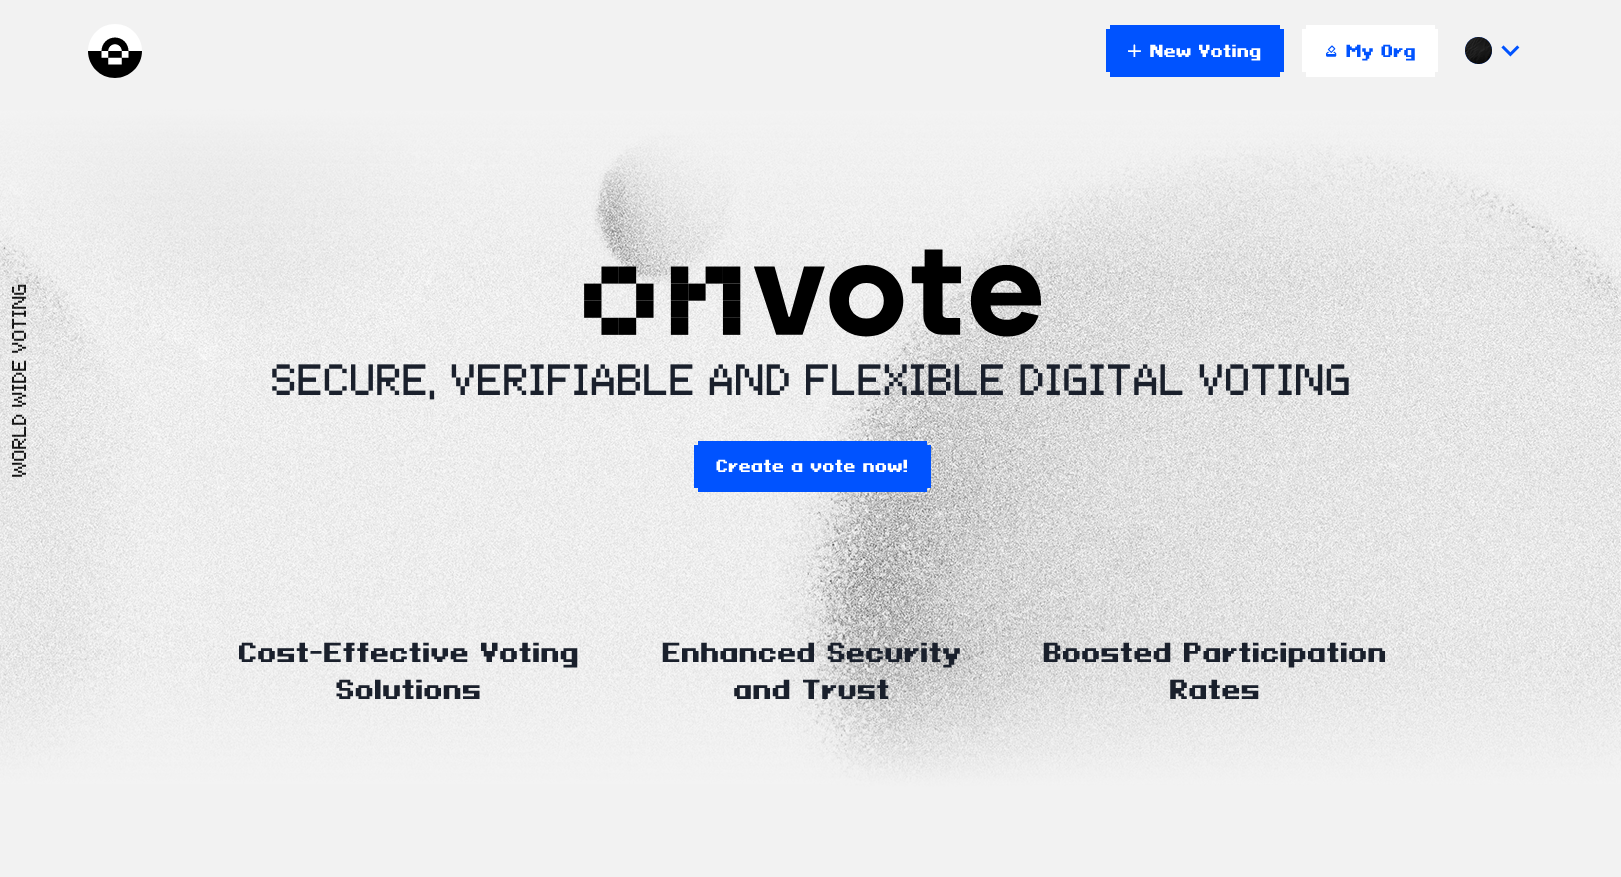 New Voting
My Org
WORLD WIDE VOTING
onvote
SECURE, VERIFIABLE AND FLEXIBLE DIGITAL VOTING
Create a vote now!
Cost-Effective Voting
Solutions
Enhanced Security
and Trust
Boosted Participation
Rates